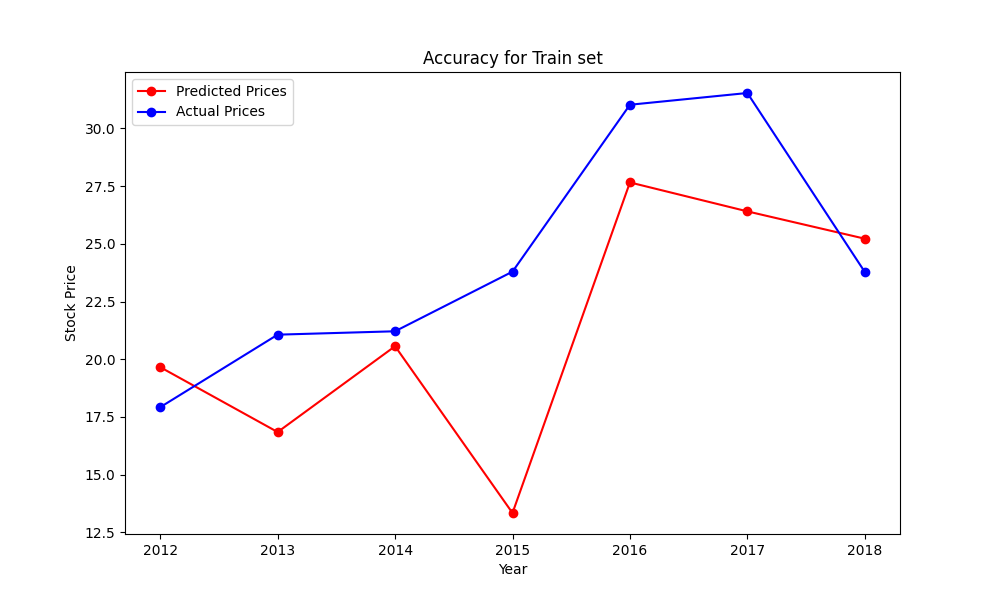 Accuracy for Train set
Predicted Prices
Actual Prices
30.0
27.5
25.0
22.5
20.0
17.5
15.0
12.5
Stock Price
2012 2013 2014 2015 2016 2017 2018
Year